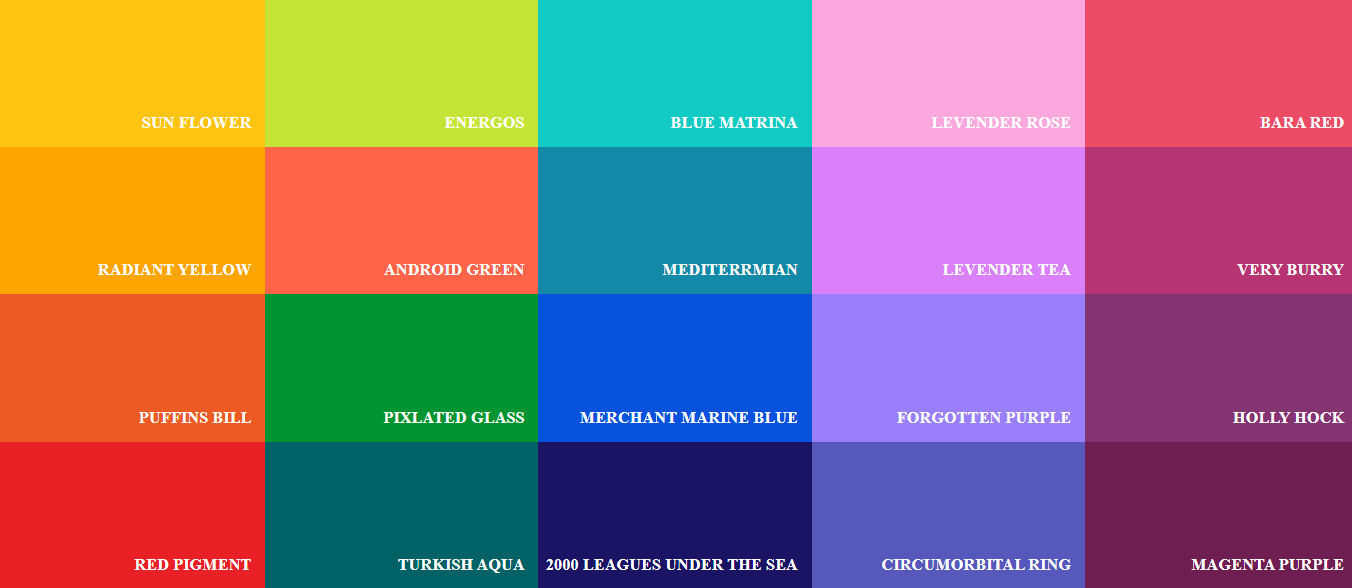 SUN FLOWER
ENERGOS
BLUE MATRINA
LEVENDER ROSE
BARA RED
RADIANT YELLOW
ANDROID GREEN
MEDITERRMIAN
LEVENDER TEA
VERY BURRY
PUFFINS BILL
PIXLATED GLASS
MERCHANT MARINE BLUE
FORGOTTEN PURPLE
HOLLY HOCK
RED PIGMENT
TURKISH AQUA
2000 LEAGUES UNDER THE SEA
CIRCUMORBITAL RING
MAGENTA PURPLE